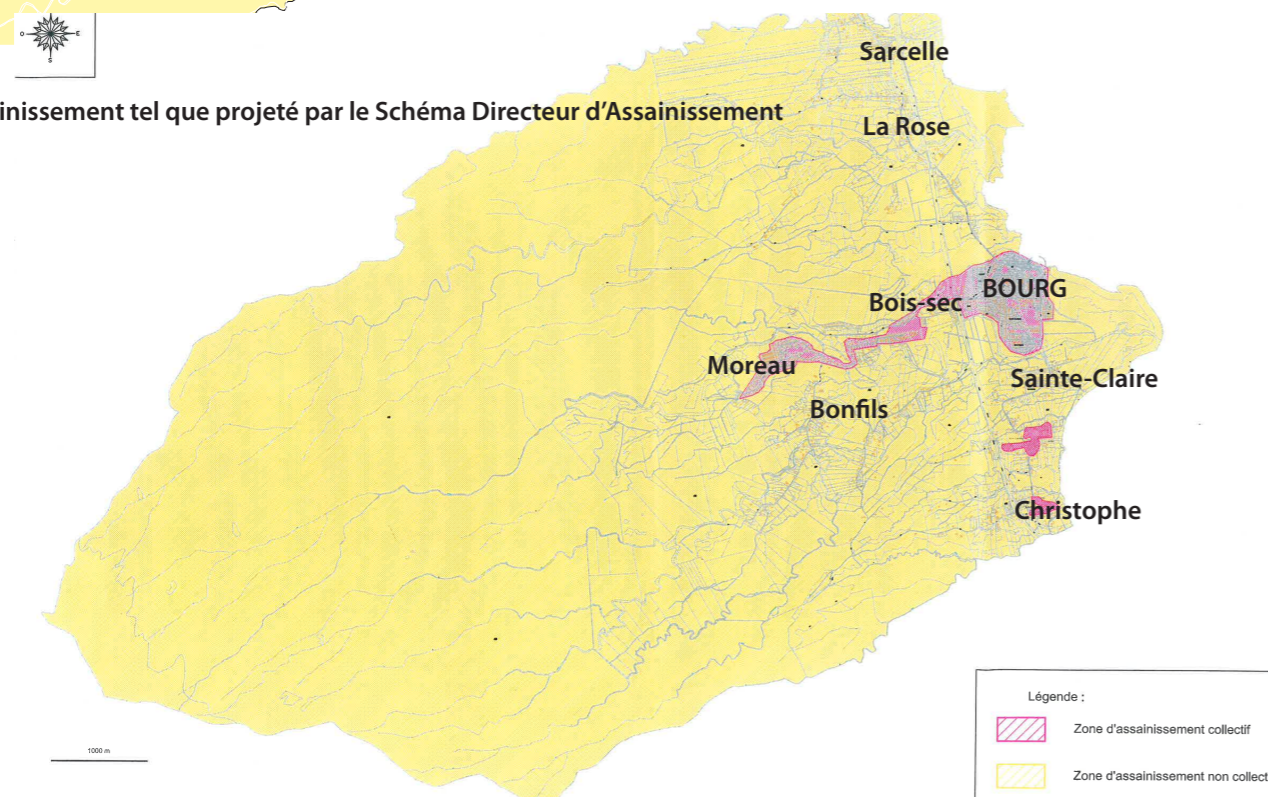 O E
S
Sarcelle
inissement tel que projeté par le Schéma Directeur d'Assainissement
La Rose
Bois-sec BOURG
Moreau
Sainte-Claire
Bonfils
Christophe
1000 m
Légende :
Zone d'assainissement collectif
Zone d'assainissement non collect